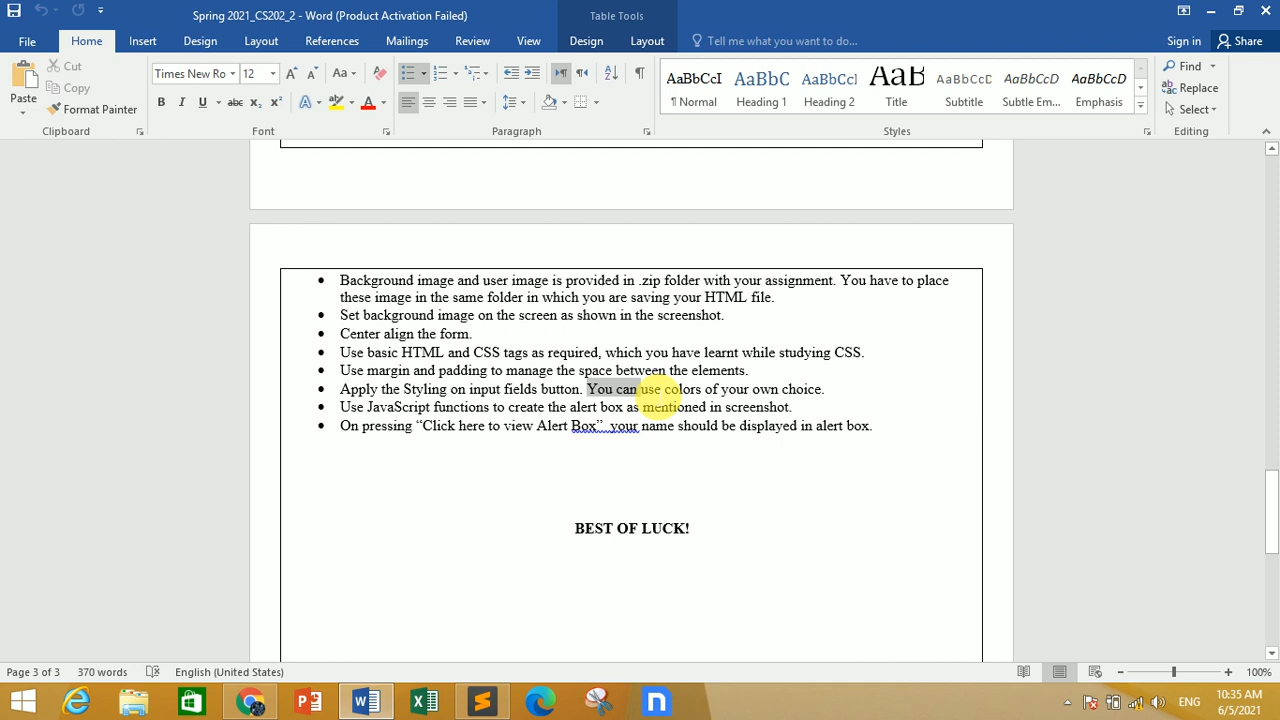 Spring 2021_CS202_2 - Word (Product Activation Failed)
Table Tools
File Home Insert Design Layout References Mailings Review View Design Layout Tell me what you want to do... Sign in Share
Paste
Cut
Copy
Format Painter
Clipboard
Times New Ro 12
Font
Paragraph
AaBbCcI AaBbC AaBbCcl AaB AaBbCcD AaBbCcD AaBbCcD
¶ Normal Heading 1 Heading 2 Title Subtitle Subtle Em... Emphasis
Styles
Find
Replace
Select
Editing
• Background image and user image is provided in .zip folder with your assignment. You have to place
these image in the same folder in which you are saving your HTML file.
• Set background image on the screen as shown in the screenshot.
• Center align the form.
• Use basic HTML and CSS tags as required, which you have learnt while studying CSS.
• Use margin and padding to manage the space between the elements.
• Apply the Styling on input fields button. You can use colors of your own choice.
• Use JavaScript functions to create the alert box as mentioned in screenshot.
• On pressing “Click here to view Alert Box” your name should be displayed in alert box.
BEST OF LUCK!
Page 3 of 3 370 words English (United States) 100%
ENG
10:35 AM
6/5/2021